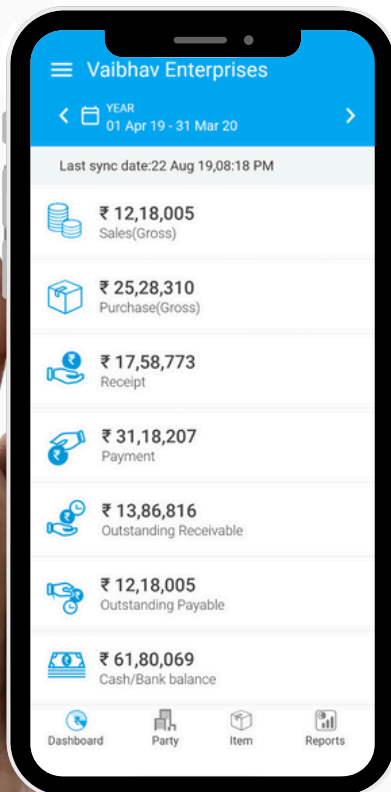 Vaibhav Enterprises
YEAR
01 Apr 19 - 31 Mar 20
Last sync date:22 Aug 19,08:18 PM
₹ 12,18,005
Sales(Gross)
₹ 25,28,310
Purchase(Gross)
₹ 17,58,773
Receipt
₹ 31,18,207
Payment
₹ 13,86,816
Outstanding Receivable
₹ 12,18,005
Outstanding Payable
₹ 61,80,069
Cash/Bank balance
Dashboard Party Item Reports